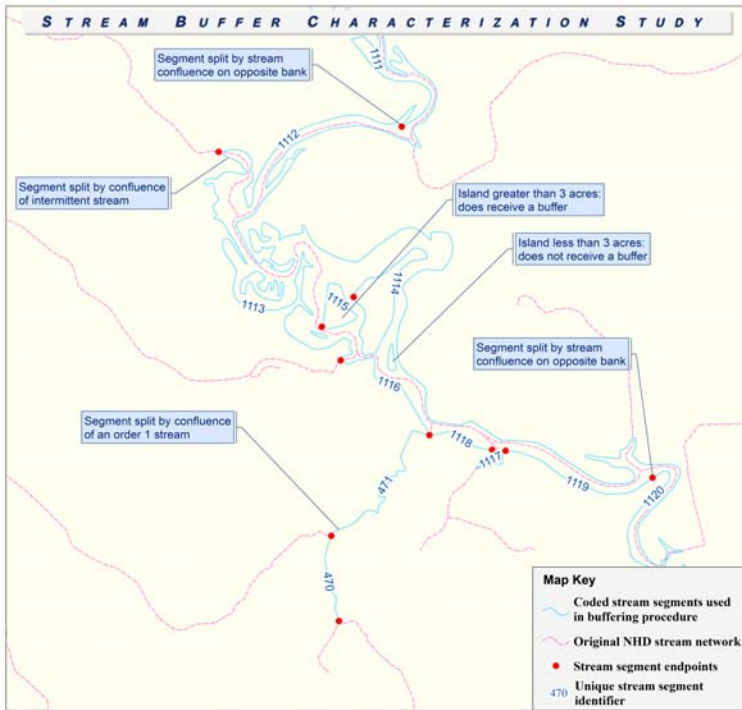 STREAM BUFFER CHARACTERIZATION STUDY
Segment split by stream
confluence on opposite bank
1111
1112
Segment split by confluence
of intermittent stream
Island greater than 3 acres:
does receive a buffer
Island less than 3 acres:
does not receive a buffer
1113
1115
1114
1116
Segment split by stream
confluence on opposite bank
Segment split by confluence
of an order 1 stream
1118
1117
1119
1120
471
470
Map Key
Coded stream segments used
in buffering procedure
Original NHD stream network
Stream segment endpoints
470 Unique stream segment
identifier